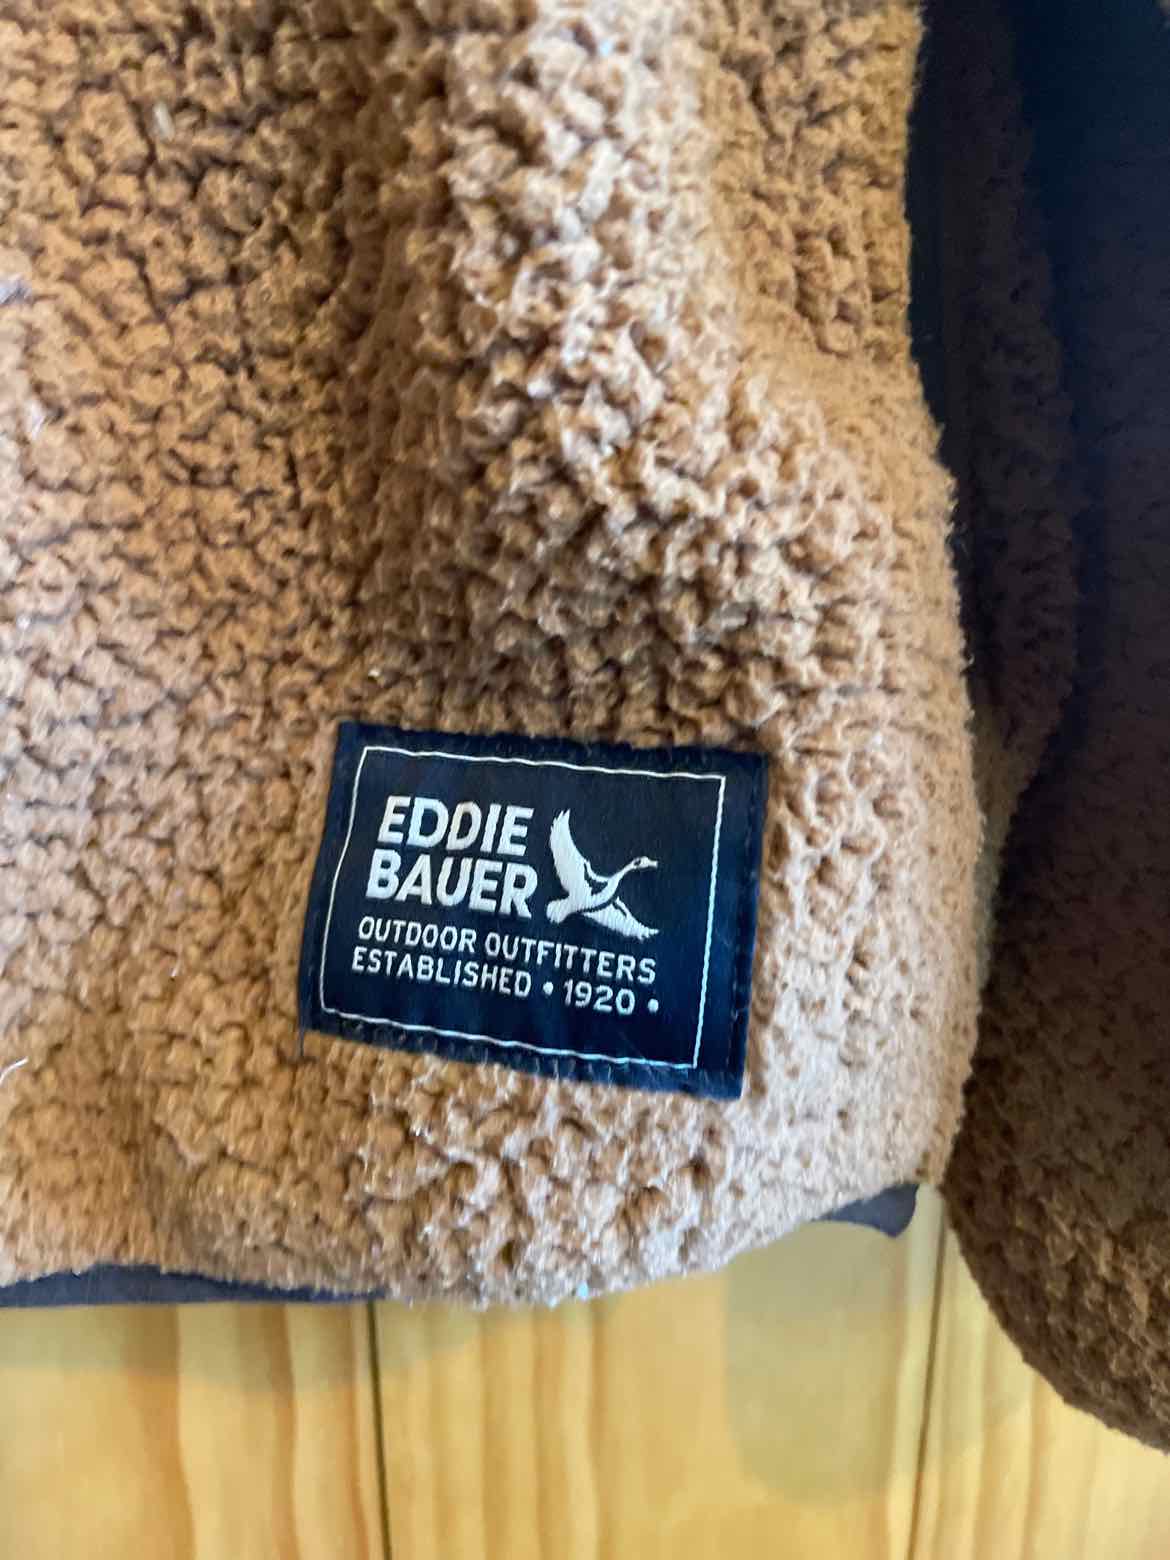 EDDIE
BAUER
OUTDOOR OUTFITTERS
ESTABLISHED • 1920 •